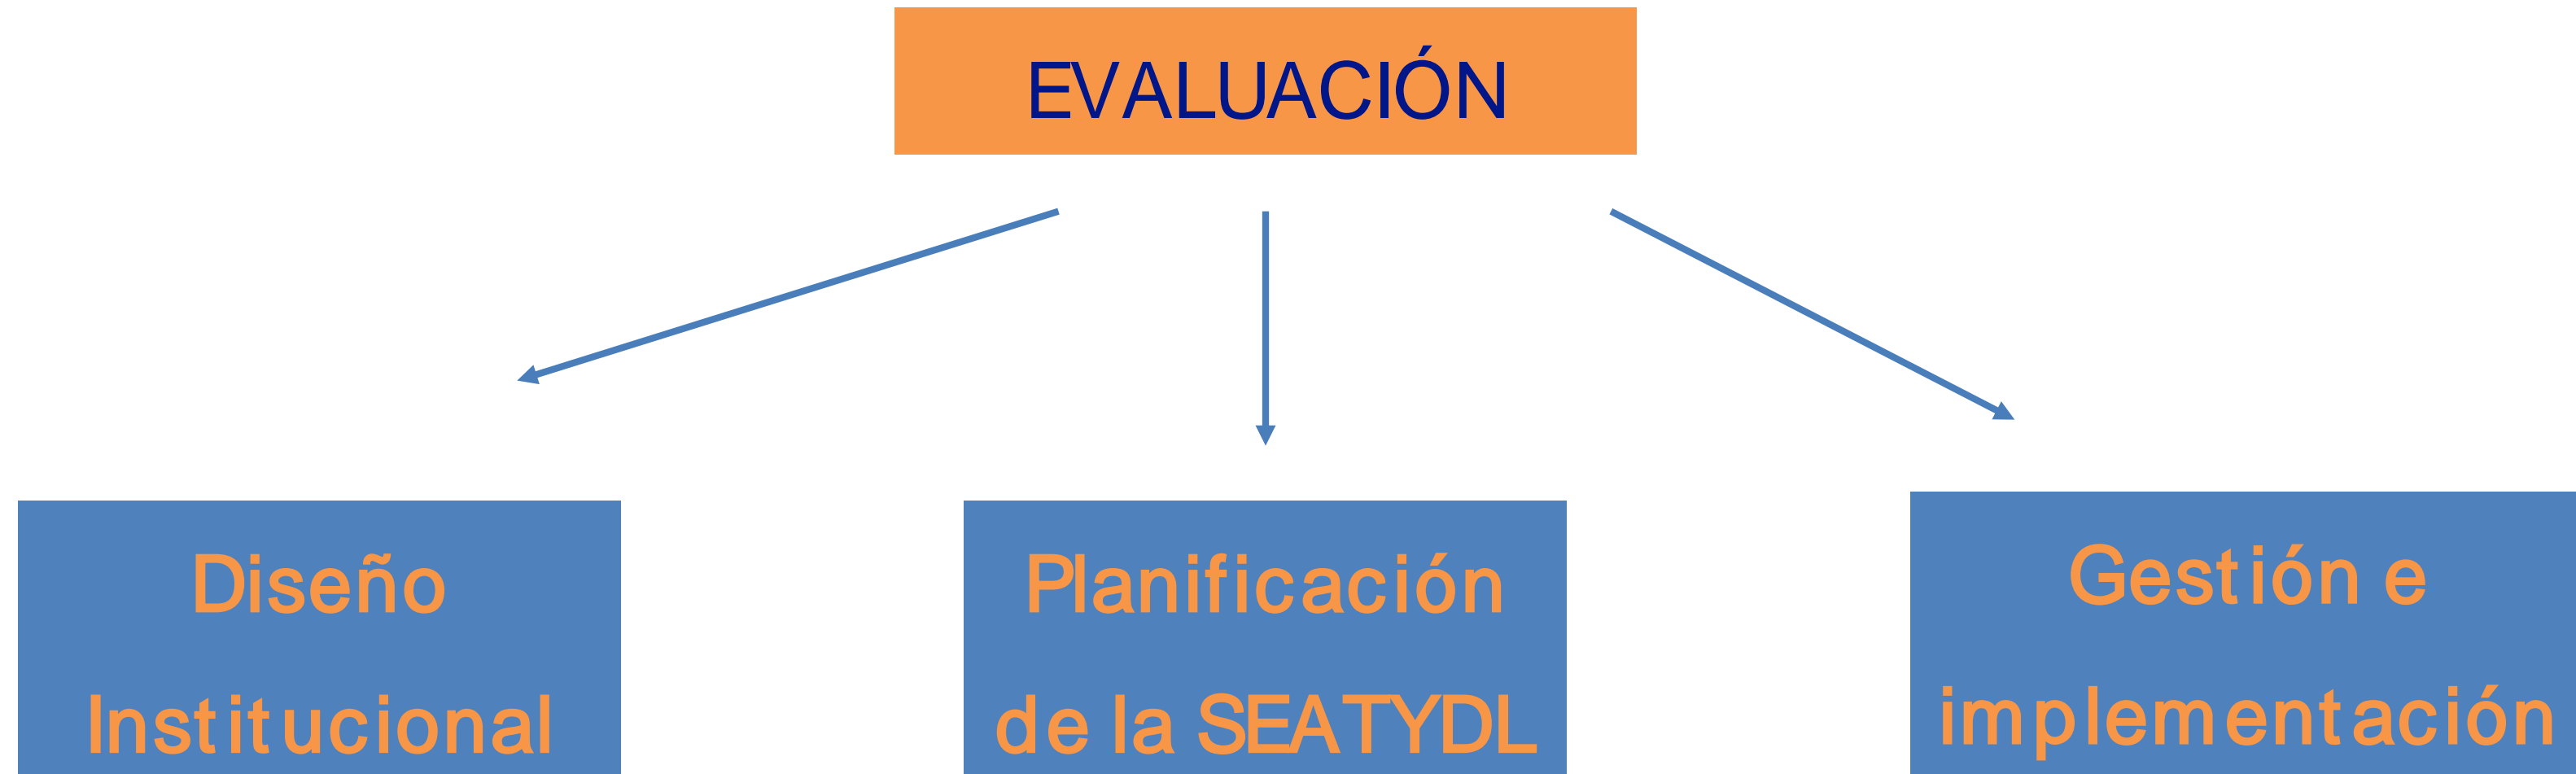 EVALUACIÓN
Diseño
Institucional
Planificación
de la SEATYDL
Gestión e
implementación